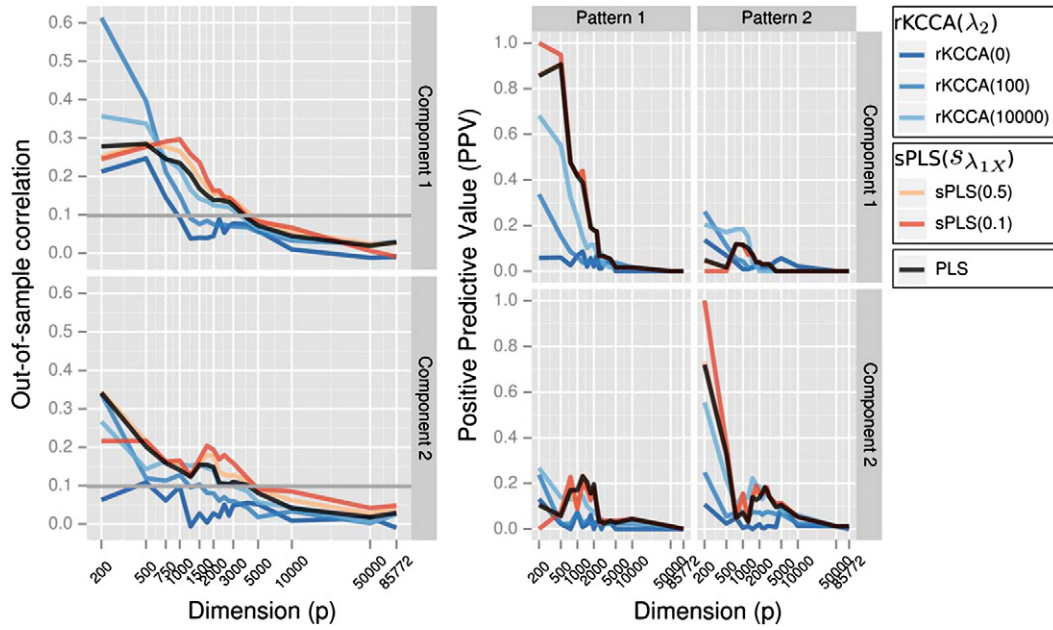 Out-of-sample correlation
0.6
0.5
0.4
0.3
0.2
0.1
0.0
Component 1
0.6
0.5
0.4
0.3
0.2
0.1
0.0
Component 2
200
500
750
1000
1500
2000
3000
5000
10000
50000
85772
Dimension (p)
Positive Predictive Value (PPV)
Pattern 1
Pattern 2
1.0
0.8
0.6
0.4
0.2
0.0
Component 1
1.0
0.8
0.6
0.4
0.2
0.0
Component 2
200
500
1000
2000
5000
10000
50000
85772
200
500
1000
2000
5000
10000
50000
85772
Dimension (p)
rKCCA(λ₂)
rKCCA(0)
rKCCA(100)
rKCCA(10000)
sPLS(s_{λ₁X})
sPLS(0.5)
sPLS(0.1)
PLS